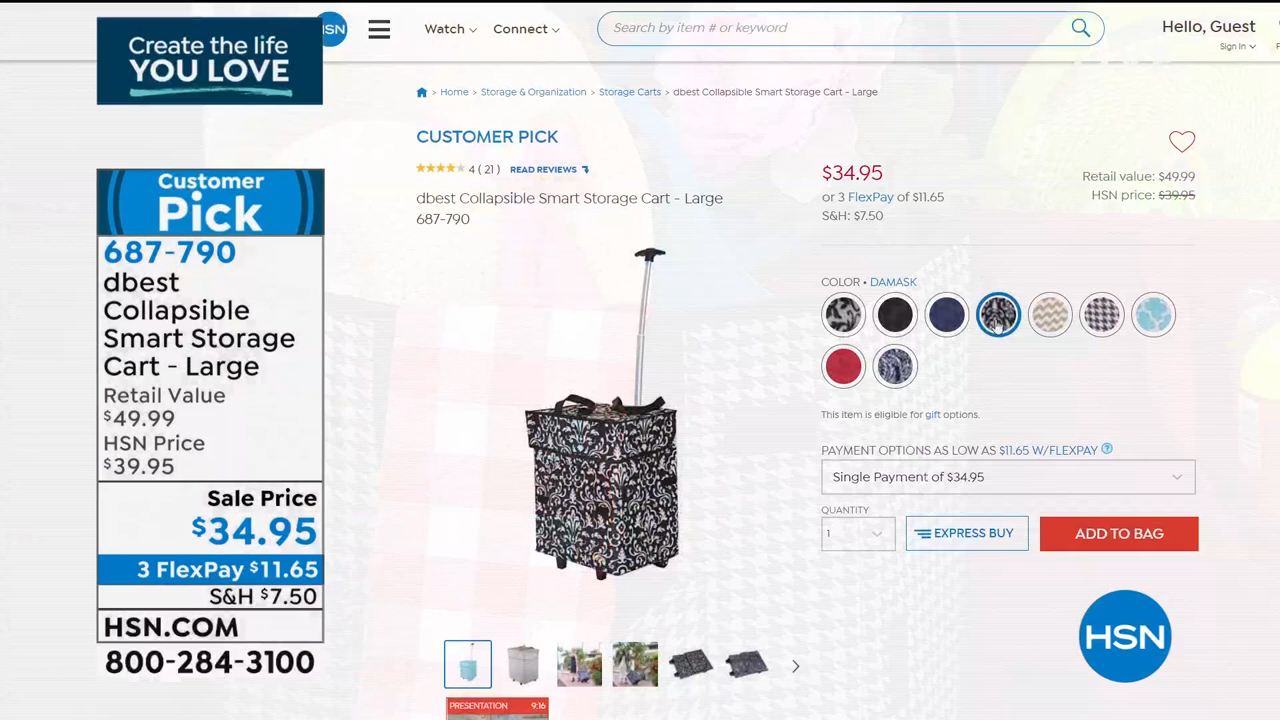 Create the life
YOU LOVE
HSN
Watch
Connect
Search by item # or keyword
Hello, Guest
Sign In
Home > Storage & Organization > Storage Carts > dbest Collapsible Smart Storage Cart - Large
CUSTOMER PICK
4 ( 21 ) READ REVIEWS
dbest Collapsible Smart Storage Cart - Large
687-790
$34.95
or 3 FlexPay of $11.65
S&H: $7.50
Retail value: $49.99
HSN price: $39.95
COLOR • DAMASK
This item is eligible for gift options.
PAYMENT OPTIONS AS LOW AS $11.65 W/FLEXPAY ?
Single Payment of $34.95
QUANTITY
1
EXPRESS BUY
ADD TO BAG
PRESENTATION 9:16
HSN
Customer
Pick
687-790
dbest
Collapsible
Smart Storage
Cart - Large
Retail Value
$49.99
HSN Price
$39.95
Sale Price
$34.95
3 FlexPay $11.65
S&H $7.50
HSN.COM
800-284-3100